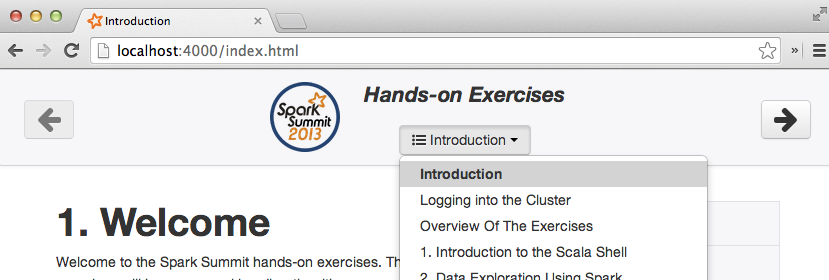 Introduction
localhost:4000/index.html
Spark
Summit
2013
Hands-on Exercises
Introduction
Introduction
Logging into the Cluster
Overview Of The Exercises
1. Introduction to the Scala Shell
2. Data Exploration Using Spark
1. Welcome
Welcome to the Spark Summit hands-on exercises.